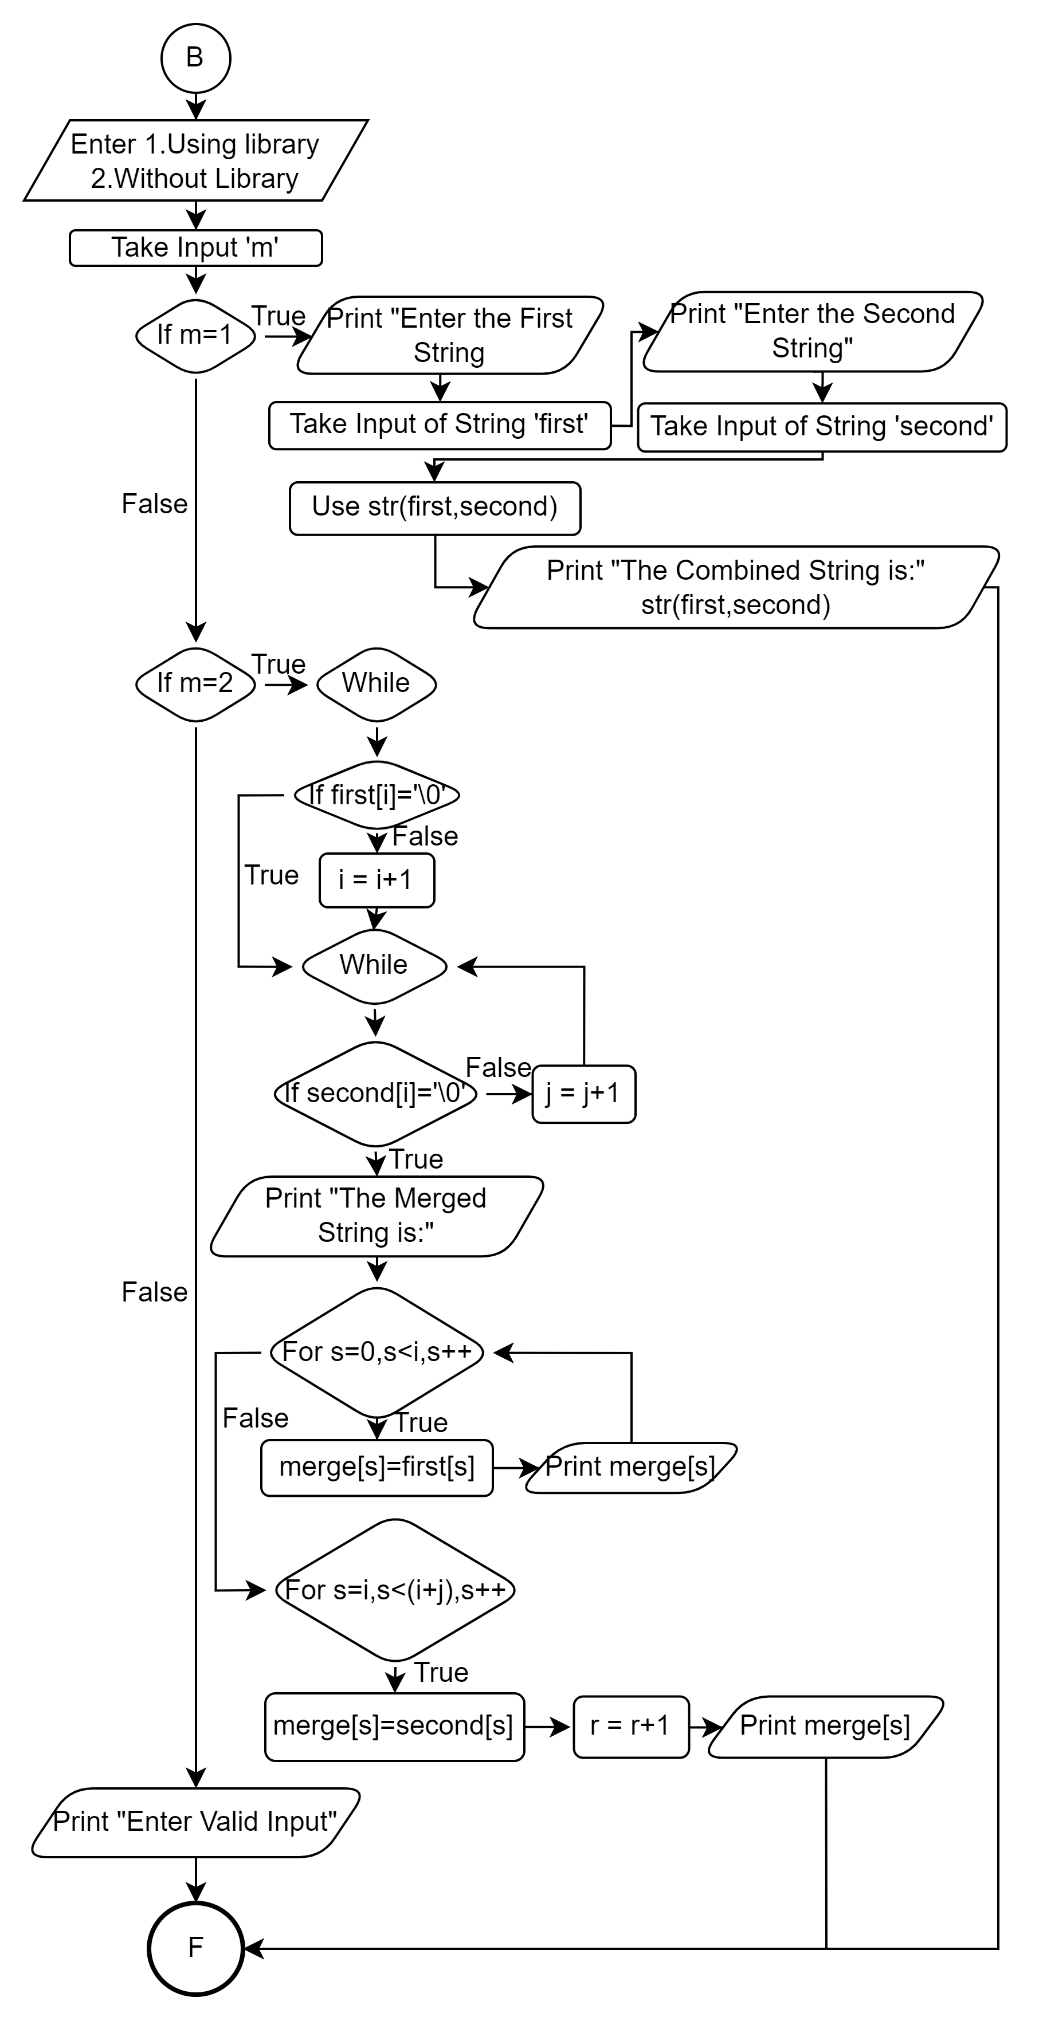 B
Enter 1.Using library
2.Without Library
Take Input 'm'
If m=1
True
Print "Enter the First
String
Print "Enter the Second
String"
Take Input of String 'first'
Take Input of String 'second'
False
Use str(first,second)
Print "The Combined String is:"
str(first,second)
If m=2
True
While
If first[i]='\0'
False
True
i = i+1
While
If second[i]='\0'
False
j = j+1
True
Print "The Merged
String is:"
False
For s=0,s<i,s++
False
True
merge[s]=first[s]
Print merge[s]
For s=i,s<(i+j),s++
True
merge[s]=second[s]
r = r+1
Print merge[s]
Print "Enter Valid Input"
F